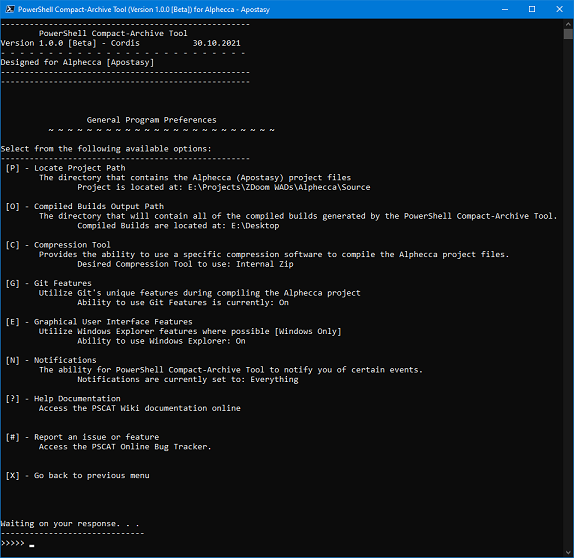 PowerShell Compact-Archive Tool (Version 1.0.0 [Beta]) for Alphecca - Apostasy
------------------------------------------------------
PowerShell Compact-Archive Tool
Version 1.0.0 [Beta] - Cordis 30.10.2021
- - - - - - - - - - - - - - - - - - - - - - - - - -
Designed for Alphecca [Apostasy]
----------------------------------------------------
----------------------------------------------------
General Program Preferences
~ ~ ~ ~ ~ ~ ~ ~ ~ ~ ~ ~ ~ ~ ~ ~ ~ ~ ~ ~ ~ ~ ~ ~
Select from the following available options:
----------------------------------------------------
[P] - Locate Project Path
The directory that contains the Alphecca (Apostasy) project files
Project is located at: E:\Projects\ZDoom WADs\Alphecca\Source
[O] - Compiled Builds Output Path
The directory that will contain all of the compiled builds generated by the PowerShell Compact-Archive Tool.
Compiled Builds are located at: E:\Desktop
[C] - Compression Tool
Provides the ability to use a specific compression software to compile the Alphecca project files.
Desired Compression Tool to use: Internal Zip
[G] - Git Features
Utilize Git's unique features during compiling the Alphecca project
Ability to use Git Features is currently: On
[E] - Graphical User Interface Features
Utilize Windows Explorer features where possible [Windows Only]
Ability to use Windows Explorer: On
[N] - Notifications
The ability for PowerShell Compact-Archive Tool to notify you of certain events.
Notifications are currently set to: Everything
[?] - Help Documentation
Access the PSCAT Wiki documentation online
[#] - Report an issue or feature
Access the PSCAT Online Bug Tracker.
[X] - Go back to previous menu
Waiting on your response. . .
------------------------------
>>>>> _